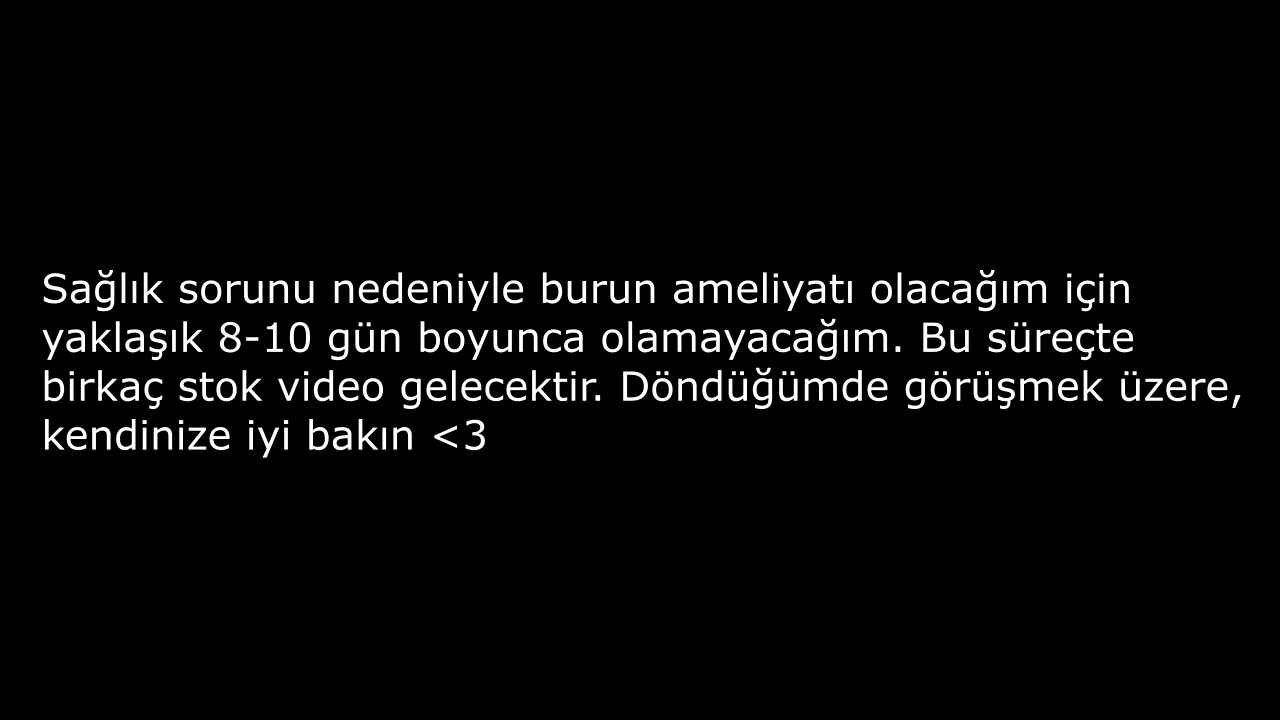 Sağlık sorunu nedeniyle burun ameliyatı olacağım için
yaklaşık 8-10 gün boyunca olamayacağım. Bu süreçte
birkaç stok video gelecektir. Döndüğümde görüşmek üzere,
kendinize iyi bakın <3